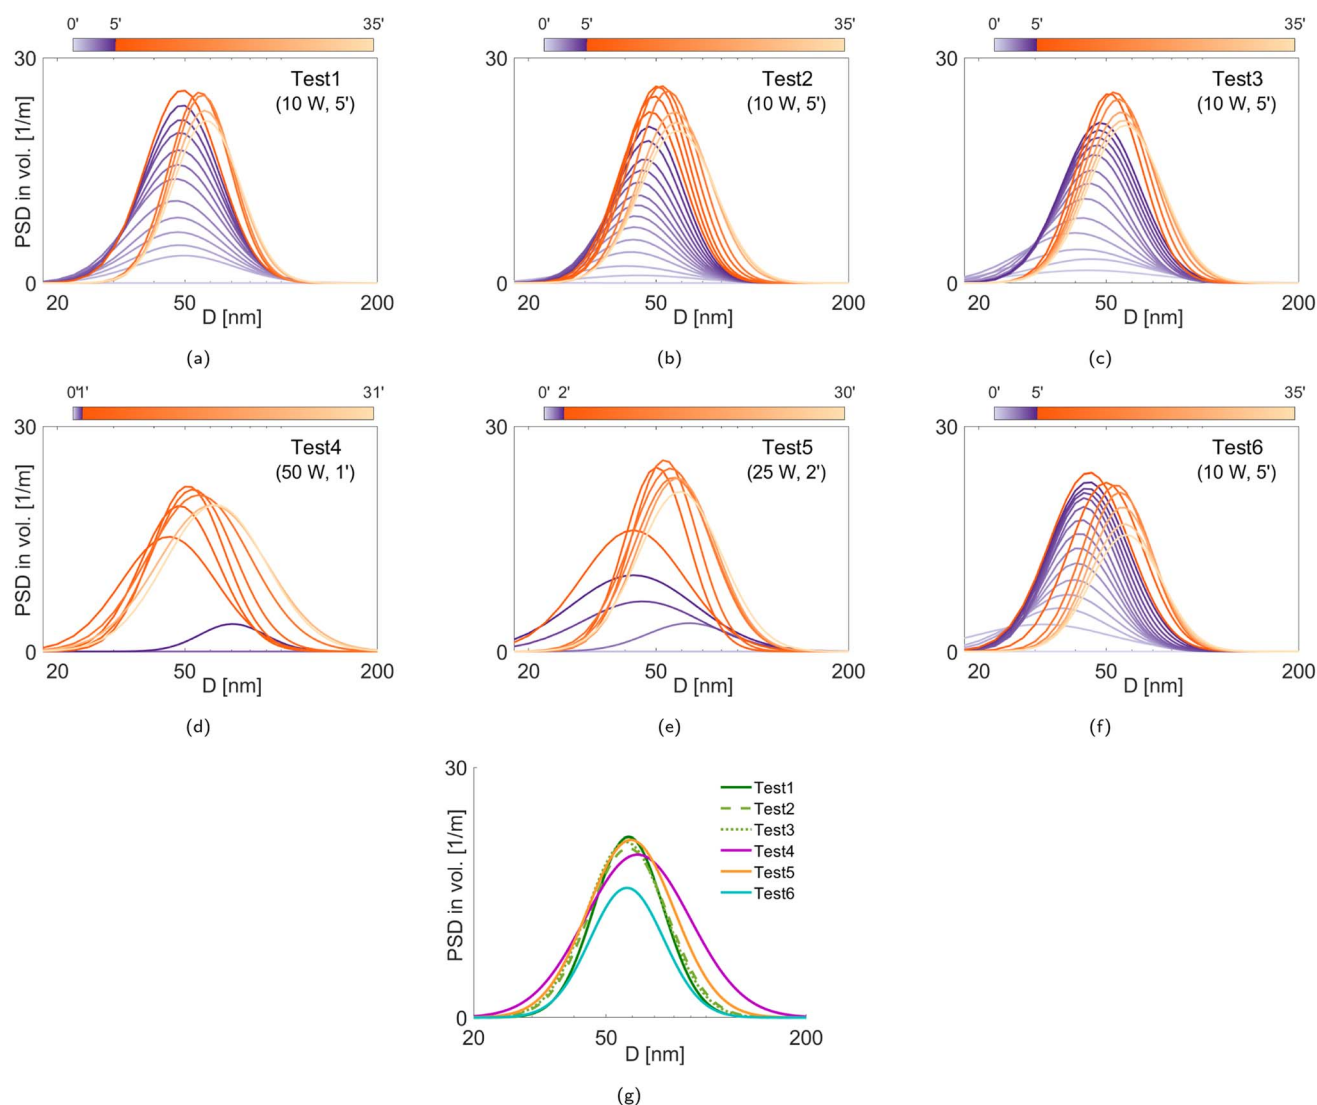 0' 5' 35'
30
Test1
(10 W, 5')
PSD in vol. [1/m]
0
20 50 200
D [nm]
(a)
0' 5' 35'
30
Test2
(10 W, 5')
0
20 50 200
D [nm]
(b)
0' 5' 35'
30
Test3
(10 W, 5')
0
20 50 200
D [nm]
(c)
0'1' 31'
30
Test4
(50 W, 1')
PSD in vol. [1/m]
0
20 50 200
D [nm]
(d)
0' 2' 30'
30
Test5
(25 W, 2')
0
20 50 200
D [nm]
(e)
0' 5' 35'
30
Test6
(10 W, 5')
0
20 50 200
D [nm]
(f)
30
Test1
Test2
Test3
Test4
Test5
Test6
PSD in vol. [1/m]
0
20 50 200
D [nm]
(g)